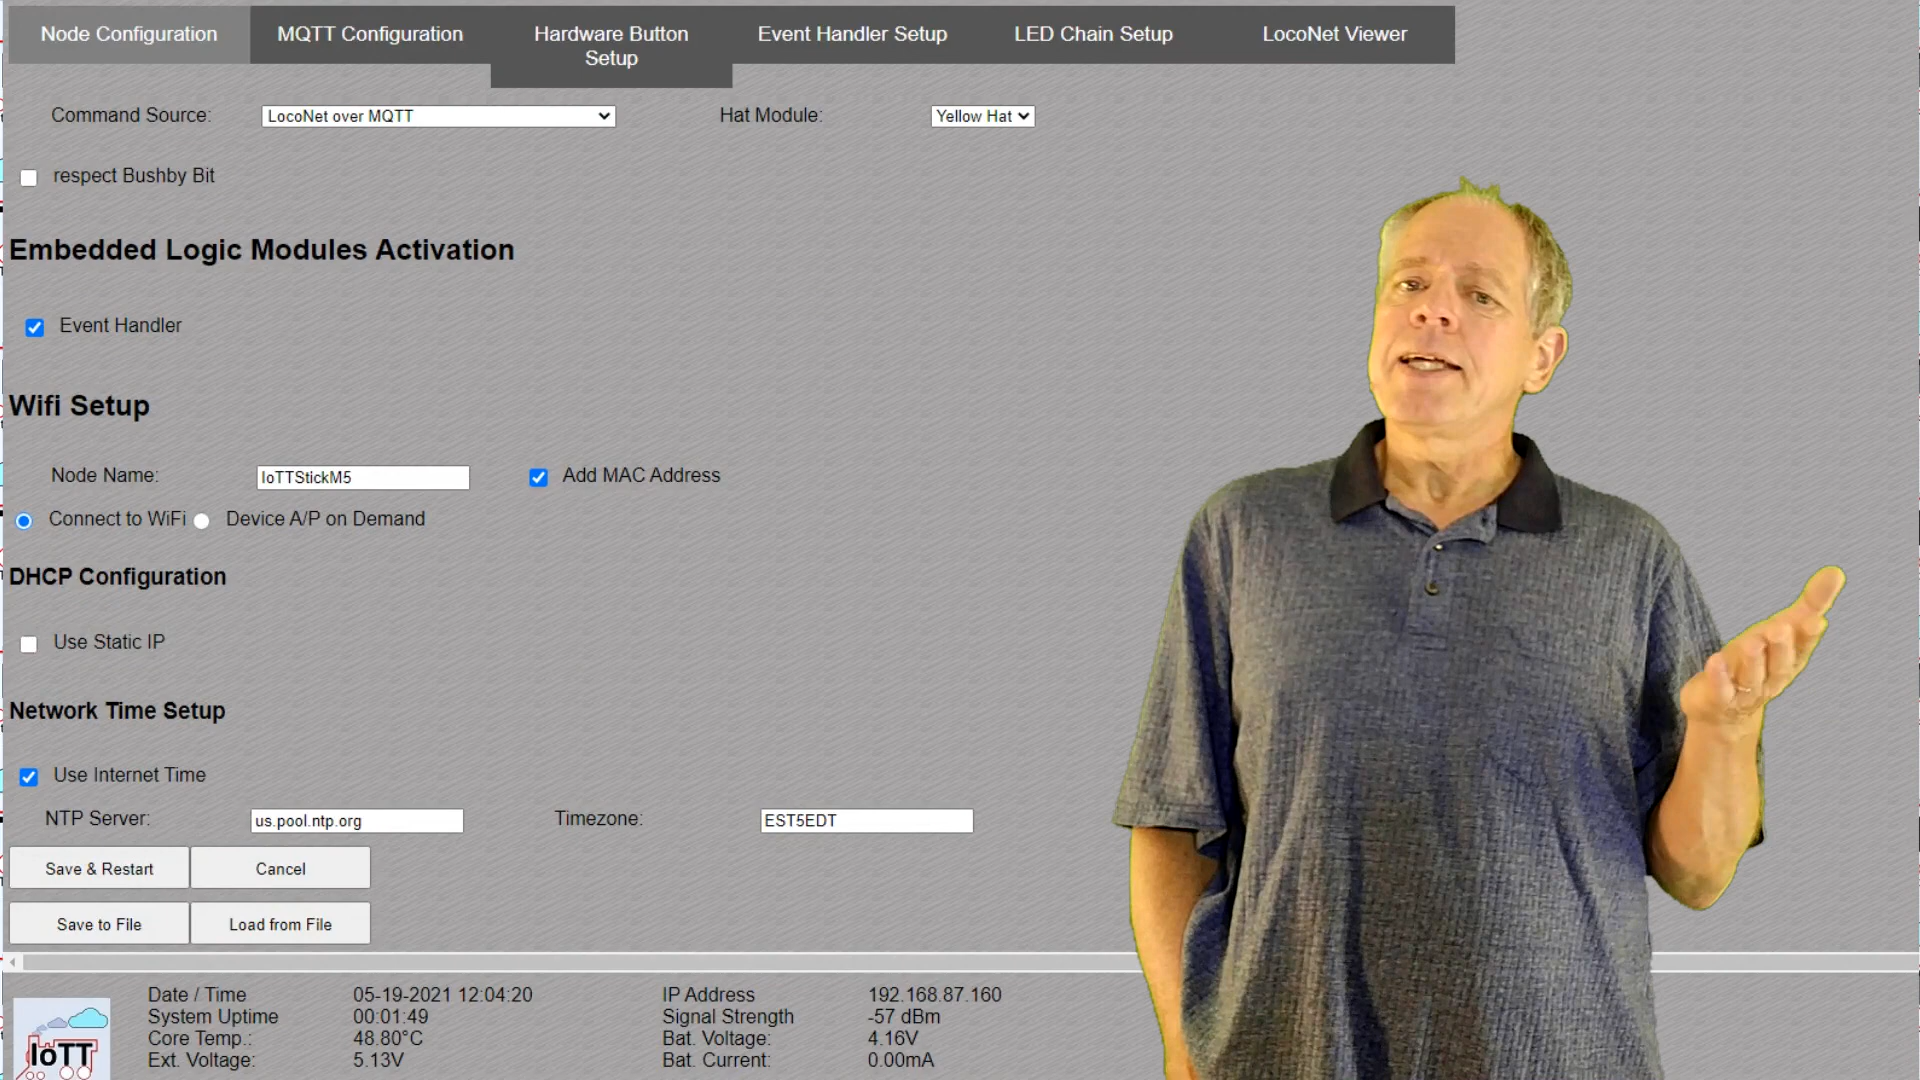 Node Configuration MQTT Configuration Hardware Button Setup Event Handler Setup LED Chain Setup LocoNet Viewer
Command Source: LocoNet over MQTT Hat Module: Yellow Hat
respect Bushby Bit
Embedded Logic Modules Activation
Event Handler
Wifi Setup
Node Name: IoTTStickM5 Add MAC Address
Connect to WiFi Device A/P on Demand
DHCP Configuration
Use Static IP
Network Time Setup
Use Internet Time
NTP Server: us.pool.ntp.org Timezone: EST5EDT
Save & Restart Cancel
Save to File Load from File
Date / Time 05-19-2021 12:04:20 IP Address 192.168.87.160
System Uptime 00:01:49 Signal Strength -57 dBm
Core Temp.: 48.80°C Bat. Voltage: 4.16V
Ext. Voltage: 5.13V Bat. Current: 0.00mA
IoTT